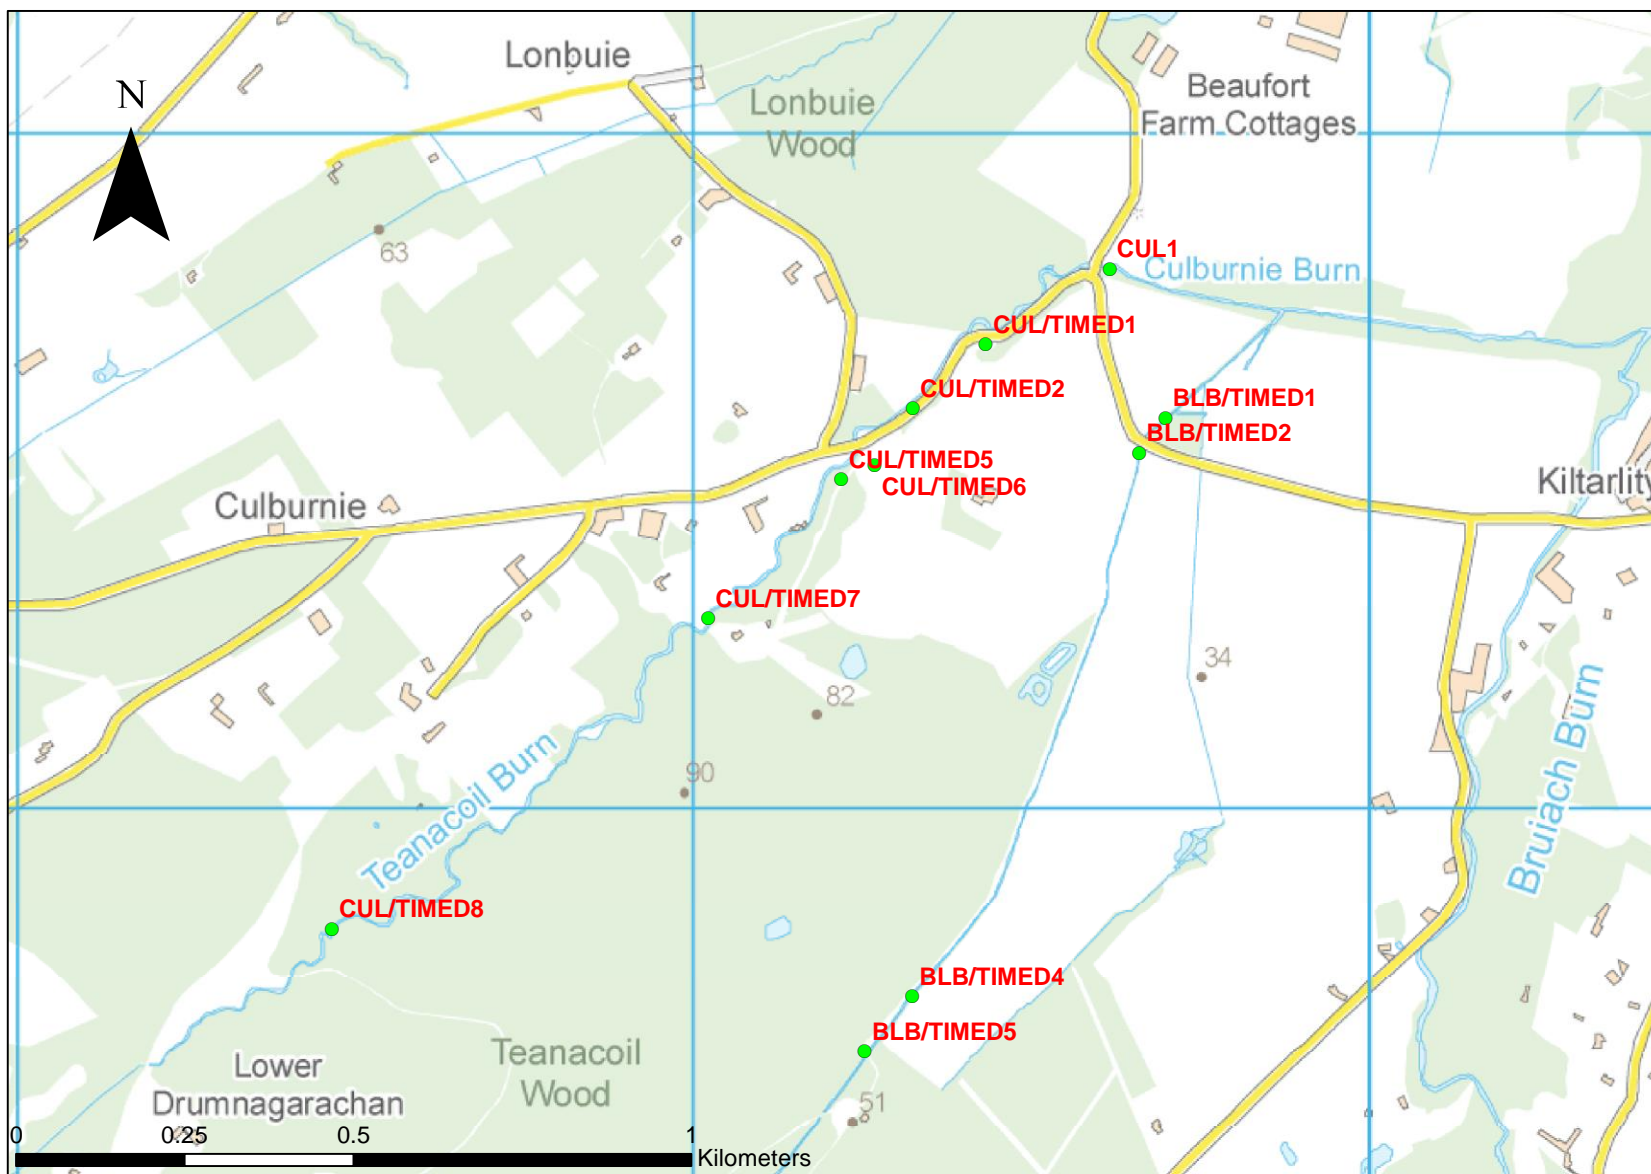 Lonbuie
N
Lonbuie
Wood
Beaufort
Farm Cottages
63
CUL1
Culburnie Burn
CUL/TIMED1
CUL/TIMED2
BLB/TIMED1
BLB/TIMED2
CUL/TIMED5
CUL/TIMED6
Culburnie
Kiltarlity
CUL/TIMED7
34
82
90
Teanacoil Burn
Bruiach Burn
CUL/TIMED8
BLB/TIMED4
BLB/TIMED5
Teanacoil
Wood
Lower
Drumnagarachan
51
0 0.25 0.5 1
Kilometers